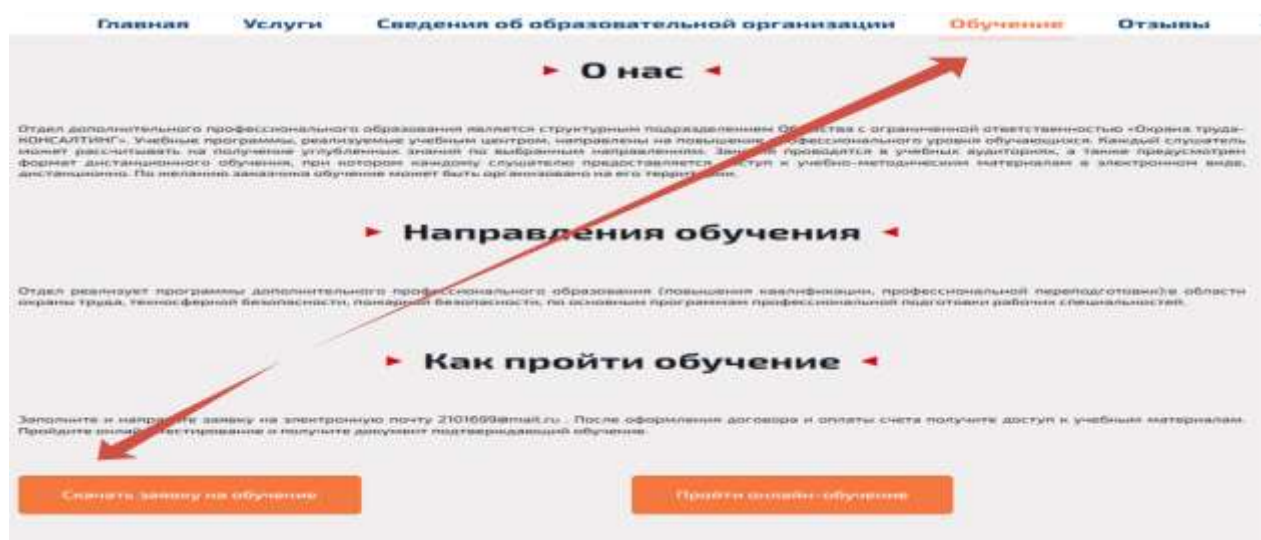 Главная Услуги Сведения об образовательной организации Обучение Отзывы
О нас
Отдел дополнительного профессионального образования является структурным подразделением Общества с ограниченной ответственностью «Охрана труда-
КОНСАЛТИНГ». Учебные программы, реализуемые учебным центром, направлены на повышение профессионального уровня обучающихся. Каждый слушатель
может рассчитывать на получение углубленных знаний по выбранным направлениям. Занятия проводятся в учебных аудиториях, а также предусмотрен
формат дистанционного обучения, при котором каждому слушателю предоставляется доступ к учебно-методическим материалам в электронном виде,
дистанционно. По желанию заказчика обучение может быть организовано на его территории.
Направления обучения
Отдел реализует программы дополнительного профессионального образования (повышения квалификации, профессиональной переподготовки)в области
охраны труда, техносферной безопасности, пожарной безопасности, по основным программам профессиональной подготовки рабочих специальностей.
Как пройти обучение
Заполните и направьте заявку на электронную почту 2101699@mail.ru . После оформления договора и оплаты счета получите доступ к учебным материалам.
Пройдите онлайн-тестирование и получите документ подтверждающий обучение.
Скачать заявку на обучение Пройти онлайн-обучение